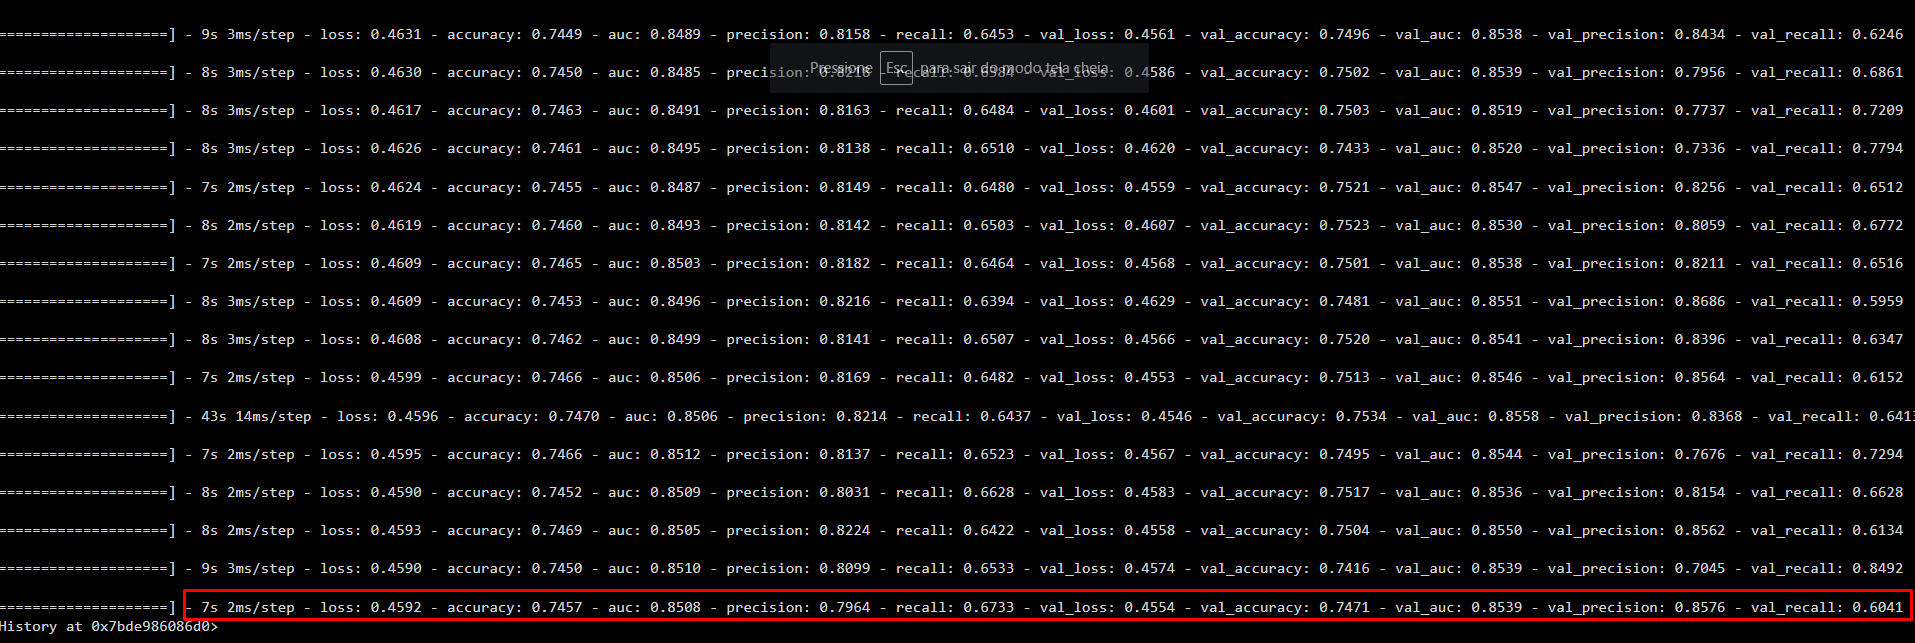 ====================] - 9s 3ms/step - loss: 0.4631 - accuracy: 0.7449 - auc: 0.8489 - precision: 0.8158 - recall: 0.6453 - val_loss: 0.4561 - val_accuracy: 0.7496 - val_auc: 0.8538 - val_precision: 0.8434 - val_recall: 0.6246
Pressione Esc para sair do modo tela cheia
====================] - 8s 3ms/step - loss: 0.4630 - accuracy: 0.7450 - auc: 0.8485 - precision: 0.8216 - recall: 0.6384 - val_loss: 0.4586 - val_accuracy: 0.7502 - val_auc: 0.8539 - val_precision: 0.7956 - val_recall: 0.6861
====================] - 8s 3ms/step - loss: 0.4617 - accuracy: 0.7463 - auc: 0.8491 - precision: 0.8163 - recall: 0.6484 - val_loss: 0.4601 - val_accuracy: 0.7503 - val_auc: 0.8519 - val_precision: 0.7737 - val_recall: 0.7209
====================] - 8s 3ms/step - loss: 0.4626 - accuracy: 0.7461 - auc: 0.8495 - precision: 0.8138 - recall: 0.6510 - val_loss: 0.4620 - val_accuracy: 0.7433 - val_auc: 0.8520 - val_precision: 0.7336 - val_recall: 0.7794
====================] - 7s 2ms/step - loss: 0.4624 - accuracy: 0.7455 - auc: 0.8487 - precision: 0.8149 - recall: 0.6480 - val_loss: 0.4559 - val_accuracy: 0.7521 - val_auc: 0.8547 - val_precision: 0.8256 - val_recall: 0.6512
====================] - 8s 2ms/step - loss: 0.4619 - accuracy: 0.7460 - auc: 0.8493 - precision: 0.8142 - recall: 0.6503 - val_loss: 0.4607 - val_accuracy: 0.7523 - val_auc: 0.8530 - val_precision: 0.8059 - val_recall: 0.6772
====================] - 7s 2ms/step - loss: 0.4609 - accuracy: 0.7465 - auc: 0.8503 - precision: 0.8182 - recall: 0.6464 - val_loss: 0.4568 - val_accuracy: 0.7501 - val_auc: 0.8538 - val_precision: 0.8211 - val_recall: 0.6516
====================] - 8s 3ms/step - loss: 0.4609 - accuracy: 0.7453 - auc: 0.8496 - precision: 0.8216 - recall: 0.6394 - val_loss: 0.4629 - val_accuracy: 0.7481 - val_auc: 0.8551 - val_precision: 0.8686 - val_recall: 0.5959
====================] - 8s 3ms/step - loss: 0.4608 - accuracy: 0.7462 - auc: 0.8499 - precision: 0.8141 - recall: 0.6507 - val_loss: 0.4566 - val_accuracy: 0.7520 - val_auc: 0.8541 - val_precision: 0.8396 - val_recall: 0.6347
====================] - 7s 2ms/step - loss: 0.4599 - accuracy: 0.7466 - auc: 0.8506 - precision: 0.8169 - recall: 0.6482 - val_loss: 0.4553 - val_accuracy: 0.7513 - val_auc: 0.8546 - val_precision: 0.8564 - val_recall: 0.6152
====================] - 43s 14ms/step - loss: 0.4596 - accuracy: 0.7470 - auc: 0.8506 - precision: 0.8214 - recall: 0.6437 - val_loss: 0.4546 - val_accuracy: 0.7534 - val_auc: 0.8558 - val_precision: 0.8368 - val_recall: 0.6413
====================] - 7s 2ms/step - loss: 0.4595 - accuracy: 0.7466 - auc: 0.8512 - precision: 0.8137 - recall: 0.6523 - val_loss: 0.4567 - val_accuracy: 0.7495 - val_auc: 0.8544 - val_precision: 0.7676 - val_recall: 0.7294
====================] - 8s 2ms/step - loss: 0.4590 - accuracy: 0.7452 - auc: 0.8509 - precision: 0.8031 - recall: 0.6628 - val_loss: 0.4583 - val_accuracy: 0.7517 - val_auc: 0.8536 - val_precision: 0.8154 - val_recall: 0.6628
====================] - 8s 2ms/step - loss: 0.4593 - accuracy: 0.7469 - auc: 0.8505 - precision: 0.8224 - recall: 0.6422 - val_loss: 0.4558 - val_accuracy: 0.7504 - val_auc: 0.8550 - val_precision: 0.8562 - val_recall: 0.6134
====================] - 9s 3ms/step - loss: 0.4590 - accuracy: 0.7450 - auc: 0.8510 - precision: 0.8099 - recall: 0.6533 - val_loss: 0.4574 - val_accuracy: 0.7416 - val_auc: 0.8539 - val_precision: 0.7045 - val_recall: 0.8492
====================] - 7s 2ms/step - loss: 0.4592 - accuracy: 0.7457 - auc: 0.8508 - precision: 0.7964 - recall: 0.6733 - val_loss: 0.4554 - val_accuracy: 0.7471 - val_auc: 0.8539 - val_precision: 0.8576 - val_recall: 0.6041
History at 0x7bde986086d0>